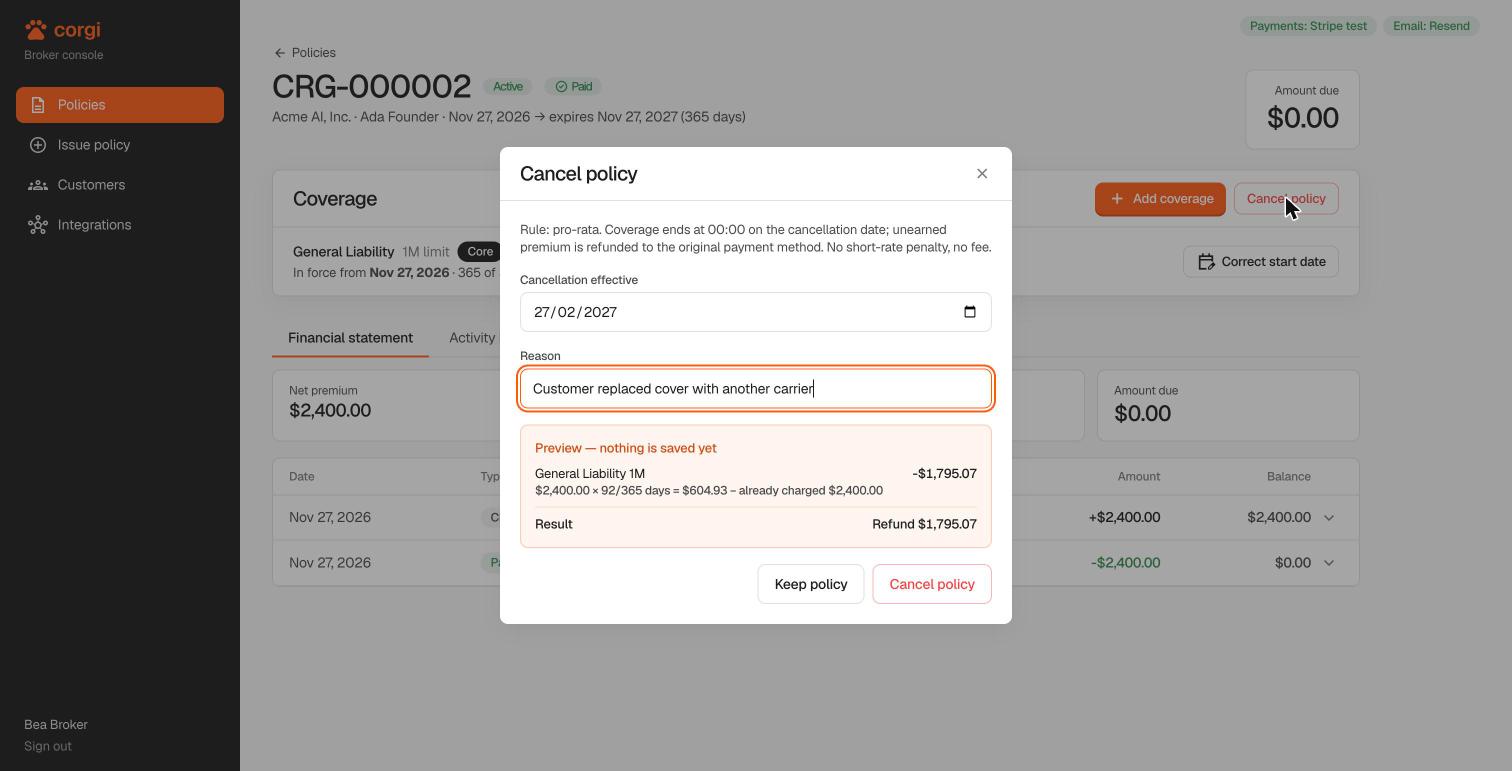 corgi
Broker console
Policies
Issue policy
Customers
Integrations
Bea Broker
Sign out
Payments: Stripe test
Email: Resend
Policies
CRG-000002
Active
Paid
Acme AI, Inc. · Ada Founder · Nov 27, 2026 → expires Nov 27, 2027 (365 days)
Amount due
$0.00
Coverage
Add coverage
Cancel policy
General Liability 1M limit Core
In force from Nov 27, 2026 · 365 of
Correct start date
Financial statement
Activity
Net premium
$2,400.00
Amount due
$0.00
Date
Amount
Balance
Nov 27, 2026
+$2,400.00
$2,400.00
Nov 27, 2026
-$2,400.00
$0.00
Cancel policy
Rule: pro-rata. Coverage ends at 00:00 on the cancellation date; unearned
premium is refunded to the original payment method. No short-rate penalty, no fee.
Cancellation effective
27/02/2027
Reason
Customer replaced cover with another carrier
Preview — nothing is saved yet
General Liability 1M
-$1,795.07
$2,400.00 × 92/365 days = $604.93 – already charged $2,400.00
Result
Refund $1,795.07
Keep policy
Cancel policy